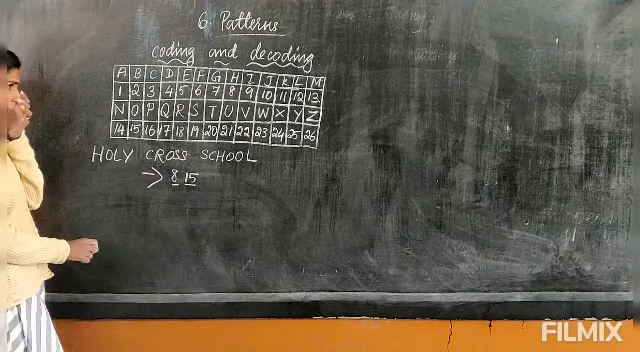 6. Patterns
coding and decoding
A B C D E F G H I J K L M
1 2 3 4 5 6 7 8 9 10 11 12 13
N O P Q R S T U V W X Y Z
14 15 16 17 18 19 20 21 22 23 24 25 26
HOLY CROSS SCHOOL
→ 8 15
FILMIX